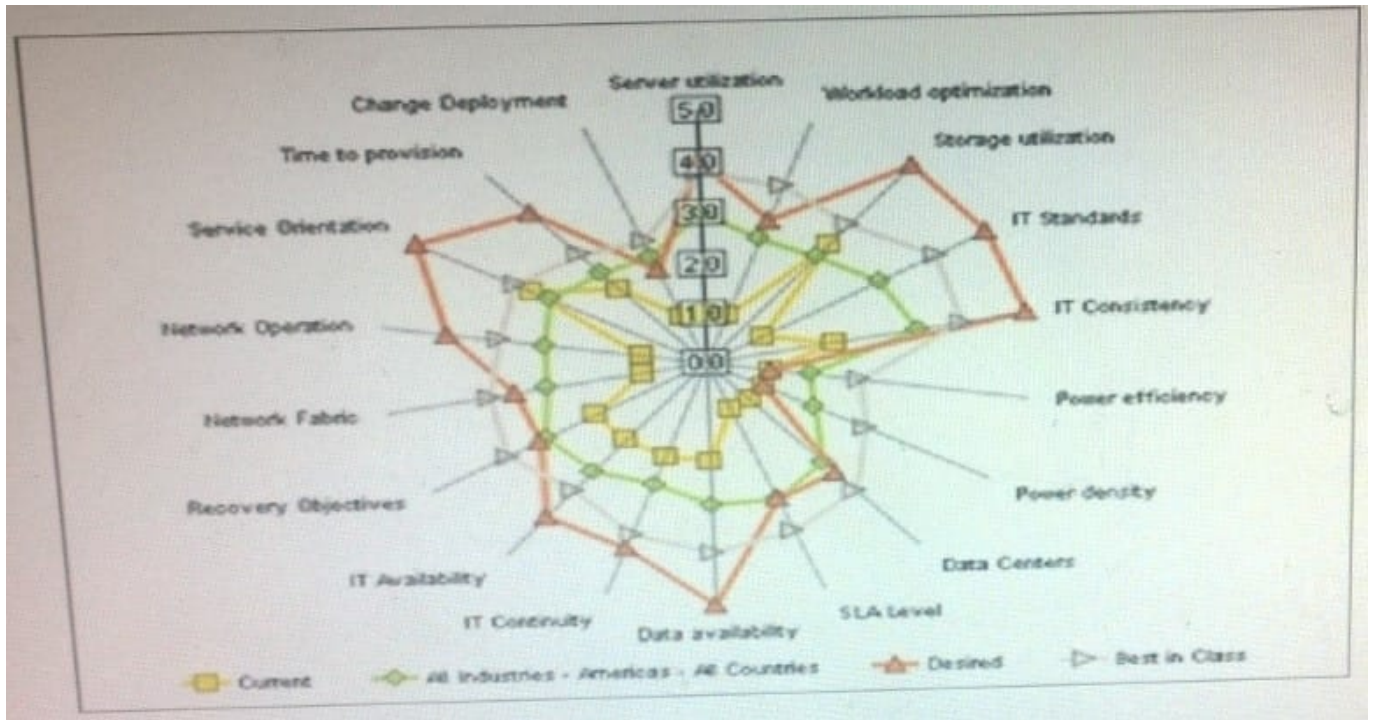 Server utilization
Workload optimization
Storage utilization
IT Standards
IT Consistency
Power efficiency
Power density
Data Centers
SLA Level
Data availability
IT Continuity
IT Availability
Recovery Objectives
Network Fabric
Network Operation
Service Orientation
Time to provision
Change Deployment
5.0
4.0
3.0
2.0
1.0
0.0
Current
All Industries - Americas - All Countries
Desired
Best in Class